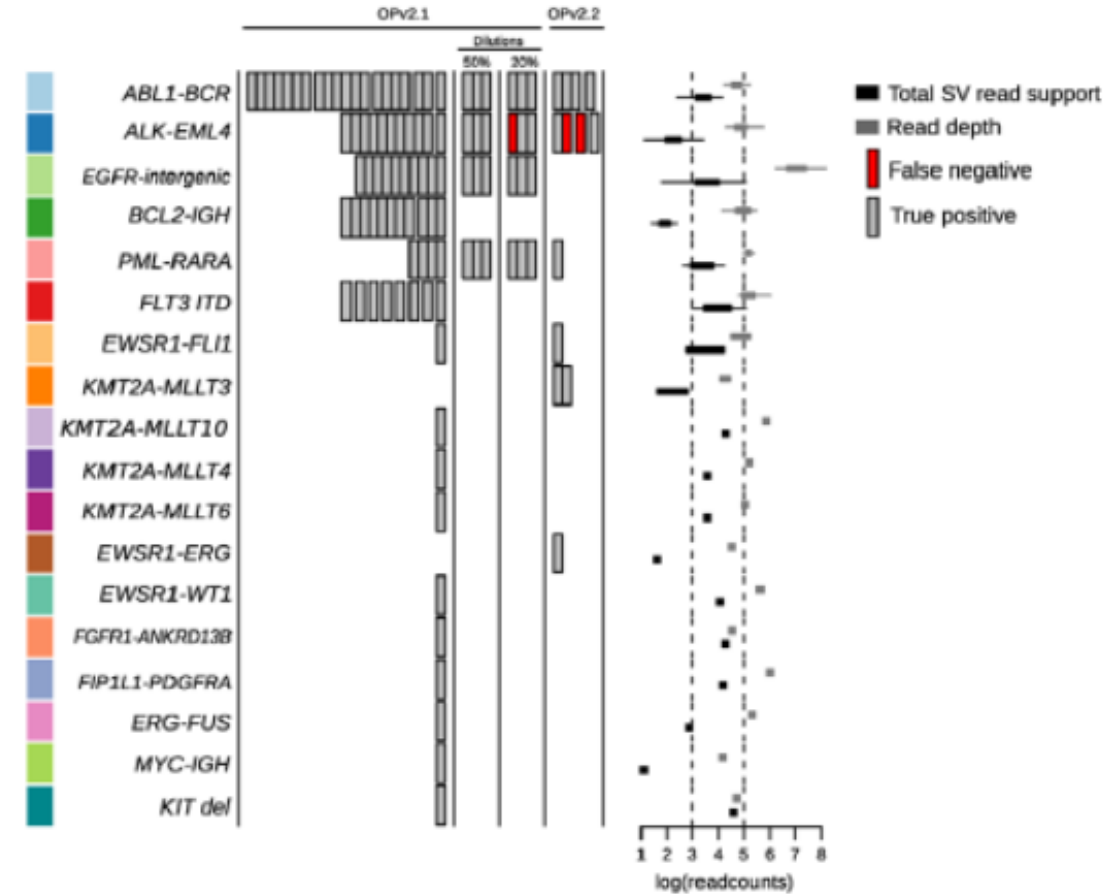 OPv2.1 OPv2.2
Dilutions
50% 20%
ABL1-BCR
ALK-EML4
EGFR-intergenic
BCL2-IGH
PML-RARA
FLT3 ITD
EWSR1-FLI1
KMT2A-MLLT3
KMT2A-MLLT10
KMT2A-MLLT4
KMT2A-MLLT6
EWSR1-ERG
EWSR1-WT1
FGFR1-ANKRD13B
FIP1L1-PDGFRA
ERG-FUS
MYC-IGH
KIT del
Total SV read support
Read depth
False negative
True positive
1 2 3 4 5 6 7 8
log(readcounts)